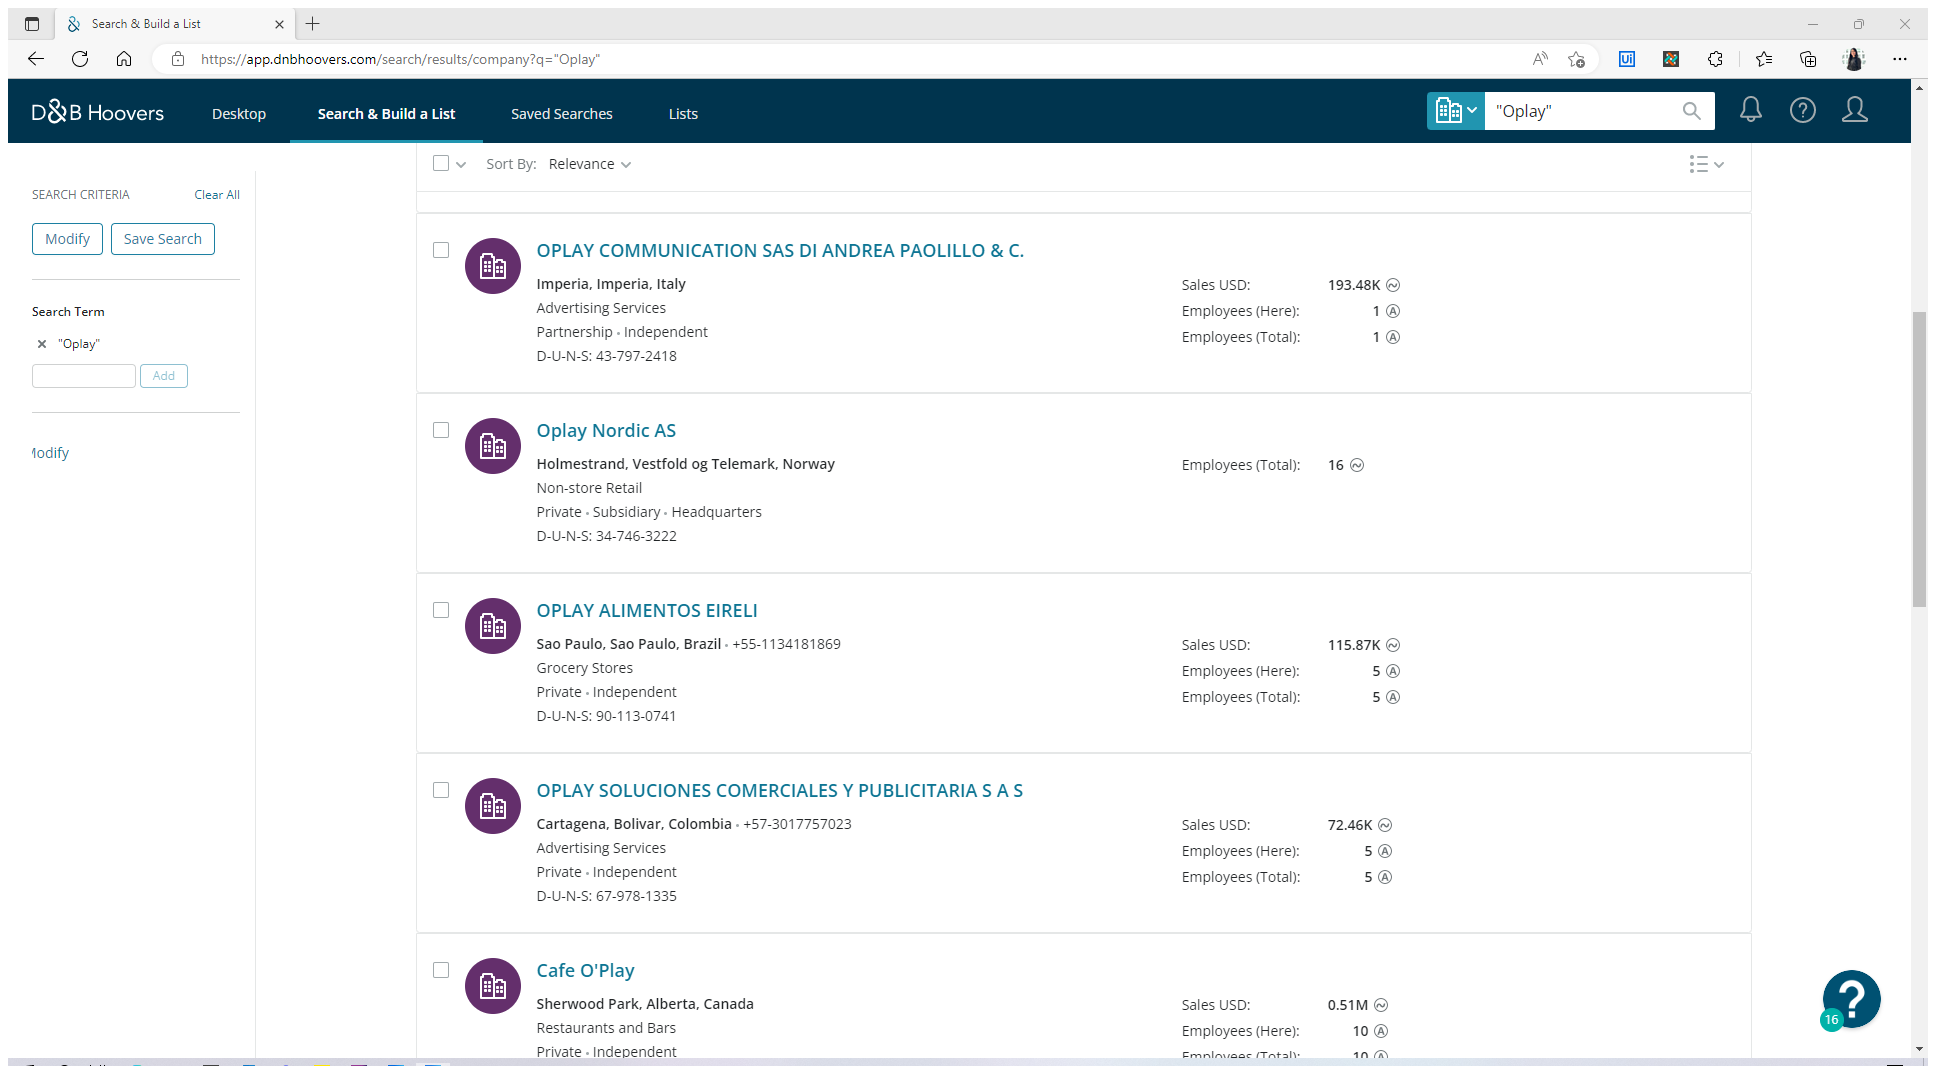 Search & Build a List
https://app.dnbhoovers.com/search/results/company?q="Oplay"
D&B Hoovers
Desktop
Search & Build a List
Saved Searches
Lists
"Oplay"
Sort By: Relevance
SEARCH CRITERIA
Clear All
Modify
Save Search
Search Term
"Oplay"
Add
Modify
OPLAY COMMUNICATION SAS DI ANDREA PAOLILLO & C.
Imperia, Imperia, Italy
Advertising Services
Partnership • Independent
D-U-N-S: 43-797-2418
Sales USD: 193.48K
Employees (Here): 1 A
Employees (Total): 1 A
Oplay Nordic AS
Holmestrand, Vestfold og Telemark, Norway
Non-store Retail
Private • Subsidiary • Headquarters
D-U-N-S: 34-746-3222
Employees (Total): 16
OPLAY ALIMENTOS EIRELI
Sao Paulo, Sao Paulo, Brazil • +55-1134181869
Grocery Stores
Private • Independent
D-U-N-S: 90-113-0741
Sales USD: 115.87K
Employees (Here): 5 A
Employees (Total): 5 A
OPLAY SOLUCIONES COMERCIALES Y PUBLICITARIA S A S
Cartagena, Bolivar, Colombia • +57-3017757023
Advertising Services
Private • Independent
D-U-N-S: 67-978-1335
Sales USD: 72.46K
Employees (Here): 5 A
Employees (Total): 5 A
Cafe O'Play
Sherwood Park, Alberta, Canada
Restaurants and Bars
Private • Independent
Sales USD: 0.51M
Employees (Here): 10 A
Employees (Total): 10 A
?
16